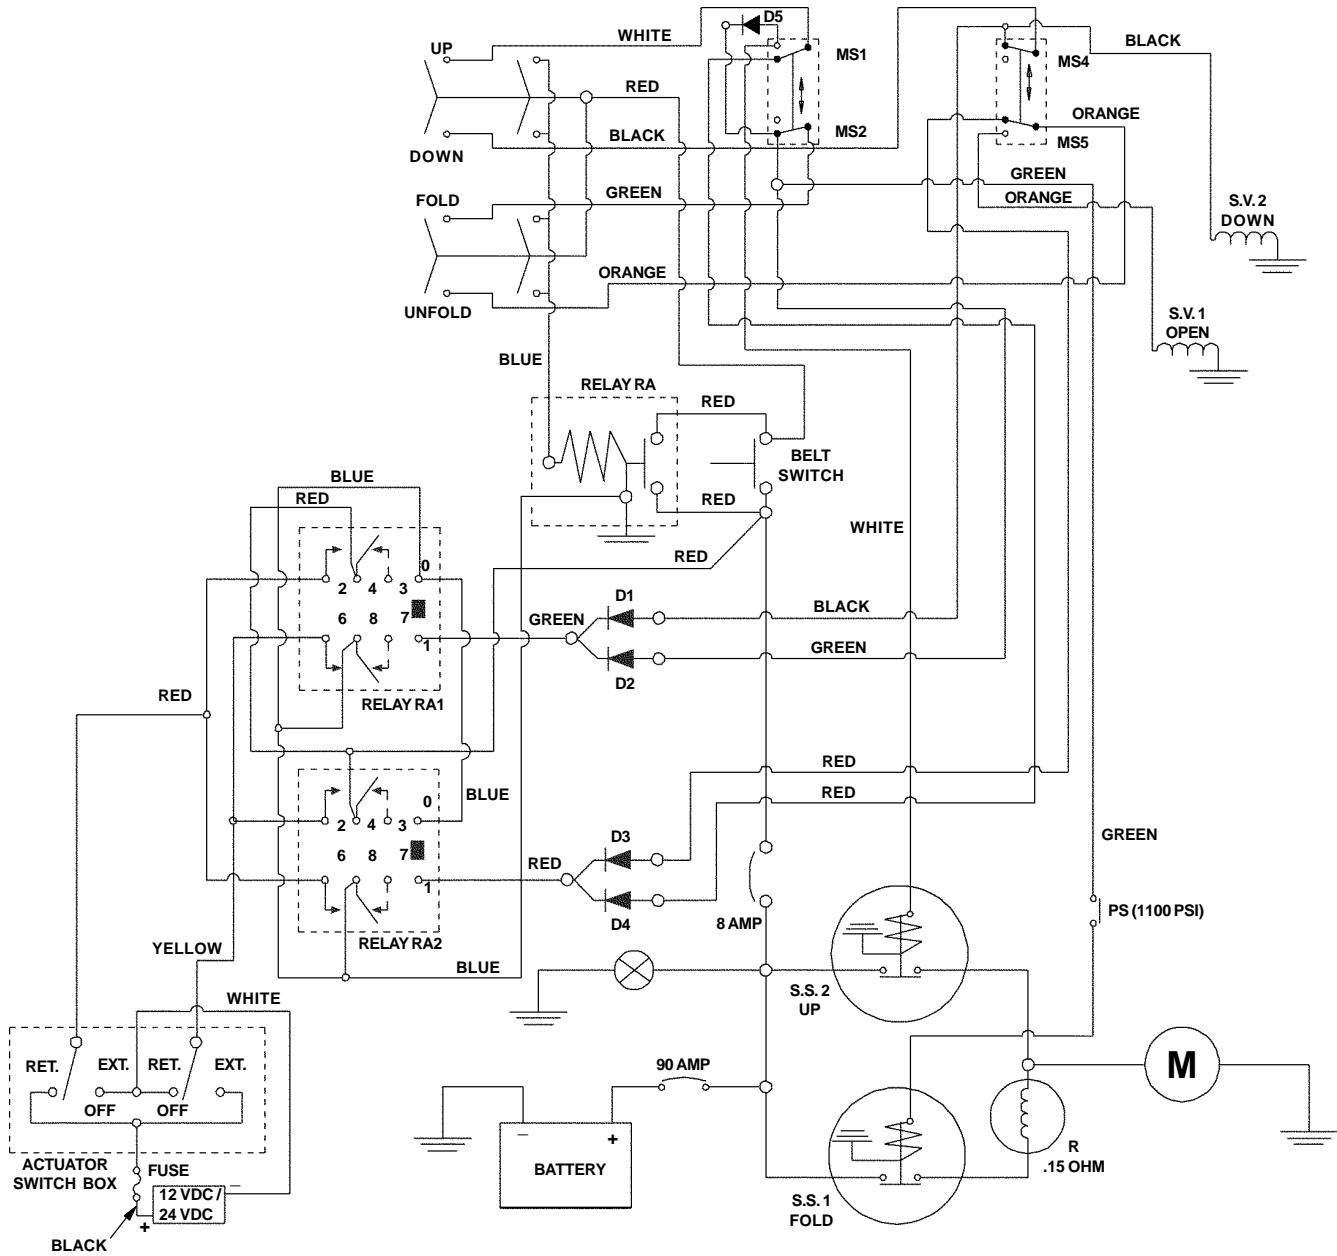 D5
WHITE
UP
MS1
MS4
BLACK
RED
MS2
ORANGE
MS5
BLACK
DOWN
GREEN
FOLD
GREEN
ORANGE
S.V. 2
DOWN
ORANGE
UNFOLD
S.V. 1
OPEN
BLUE
RELAY RA
RED
BELT
SWITCH
BLUE
RED
RED
WHITE
RED
0
2 4 3
6 8 7
1
D1
BLACK
GREEN
GREEN
D2
RED
RELAY RA1
RED
BLUE
0
RED
2 4 3
6 8 7
1
D3
GREEN
RED
D4
8 AMP
PS (1100 PSI)
RELAY RA2
YELLOW
BLUE
WHITE
S.S. 2
UP
RET. EXT. RET. EXT.
OFF OFF
90 AMP
M
− +
BATTERY
R
.15 OHM
ACTUATOR
SWITCH BOX
FUSE
S.S. 1
FOLD
−
12 VDC /
24 VDC
+
BLACK